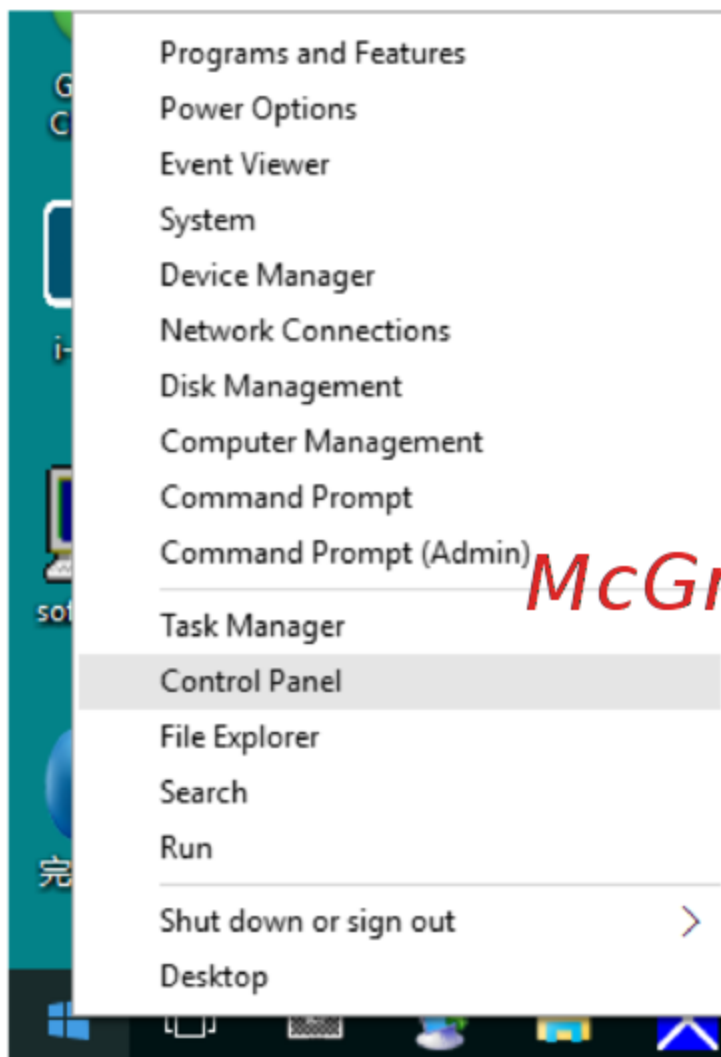 Programs and Features
Power Options
Event Viewer
System
Device Manager
Network Connections
Disk Management
Computer Management
Command Prompt
Command Prompt (Admin)
Task Manager
Control Panel
File Explorer
Search
Run
Shut down or sign out
Desktop